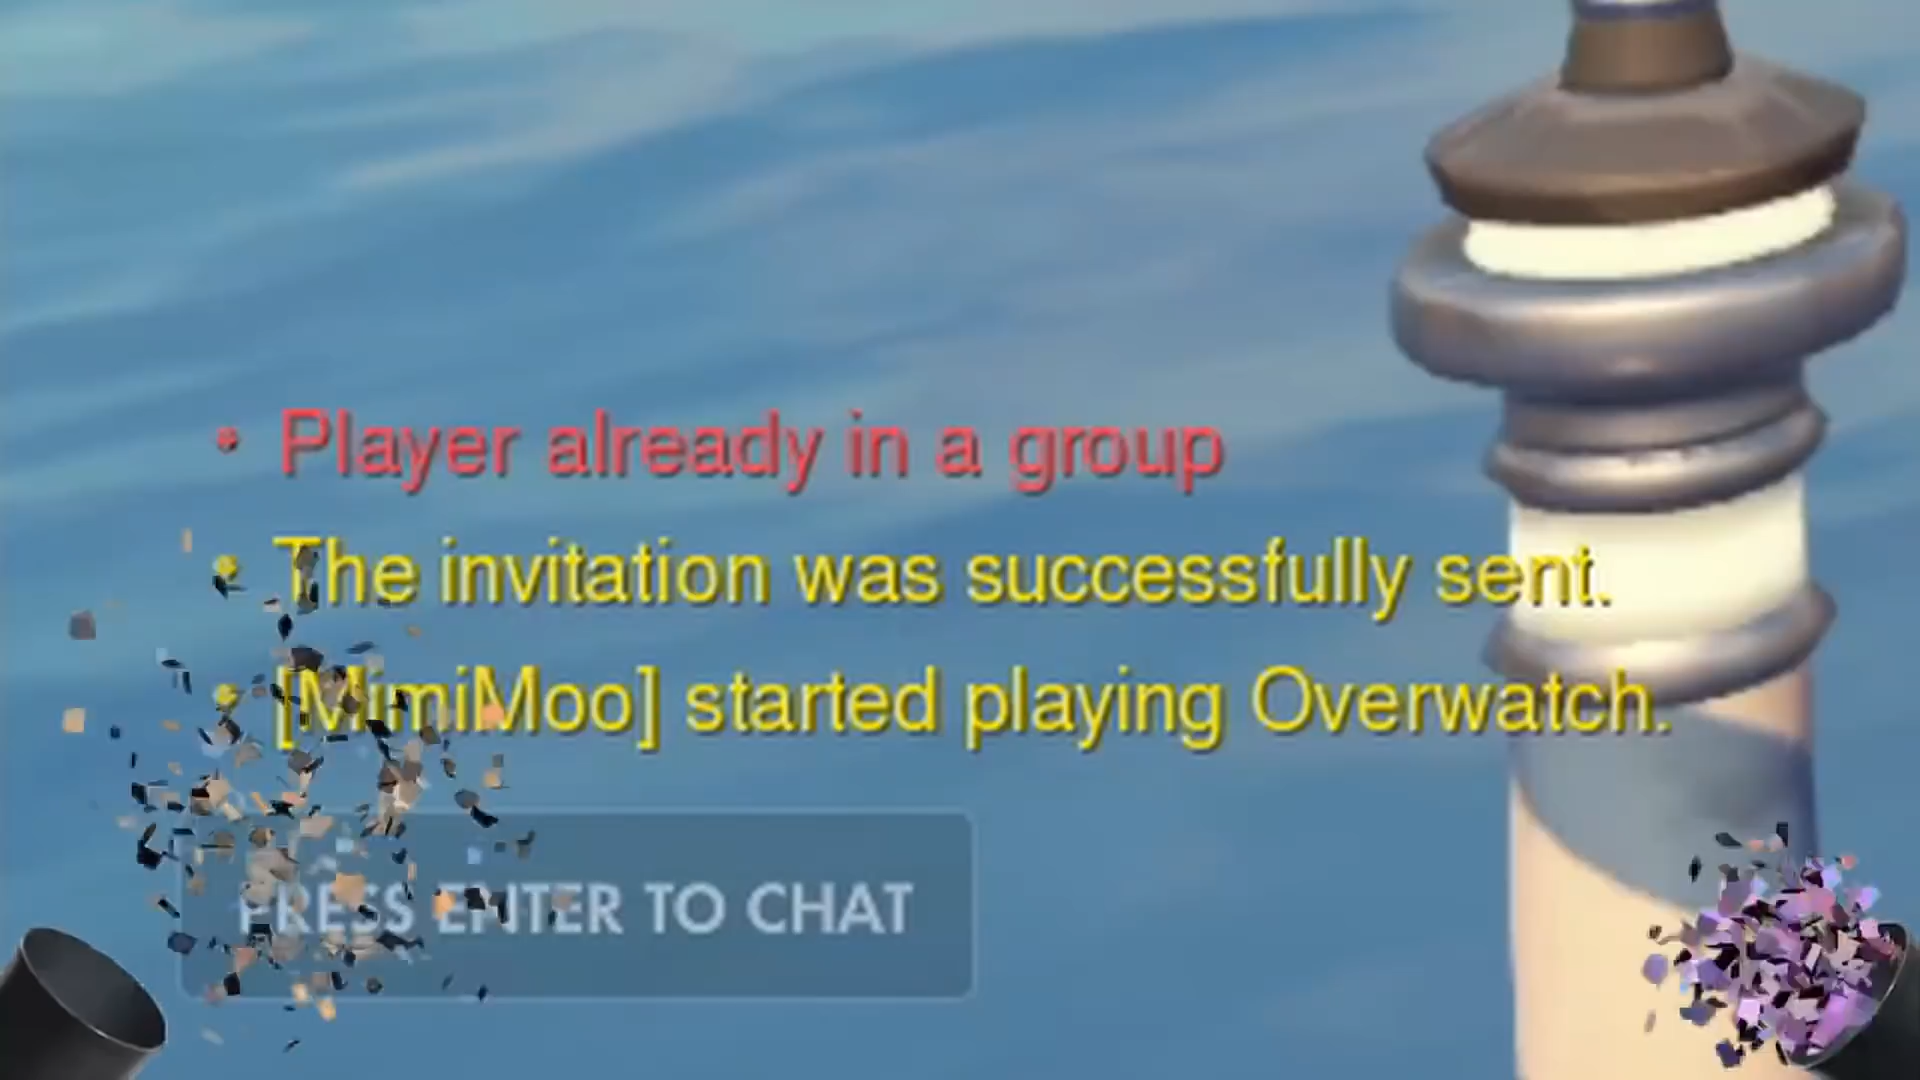 • Player already in a group
• The invitation was successfully sent.
• [MimiMoo] started playing Overwatch.
PRESS ENTER TO CHAT